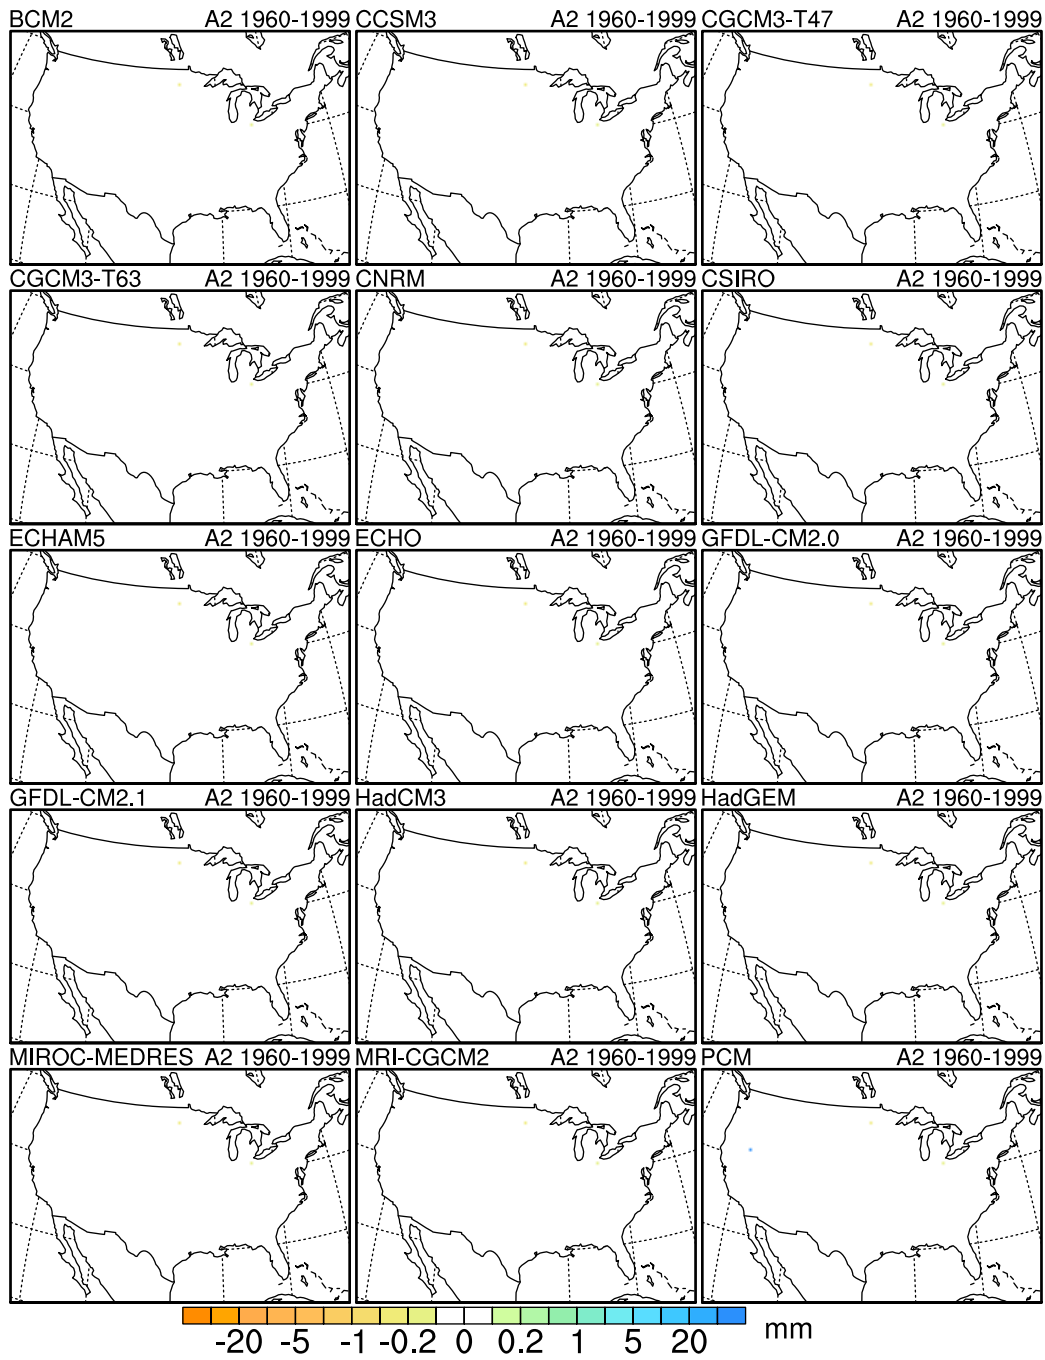 BCM2 A2 1960-1999 CCSM3 A2 1960-1999 CGCM3-T47 A2 1960-1999
CGCM3-T63 A2 1960-1999 CNRM A2 1960-1999 CSIRO A2 1960-1999
ECHAM5 A2 1960-1999 ECHO A2 1960-1999 GFDL-CM2.0 A2 1960-1999
GFDL-CM2.1 A2 1960-1999 HadCM3 A2 1960-1999 HadGEM A2 1960-1999
MIROC-MEDRES A2 1960-1999 MRI-CGCM2 A2 1960-1999 PCM A2 1960-1999
-20 -5 -1 -0.2 0 0.2 1 5 20 mm